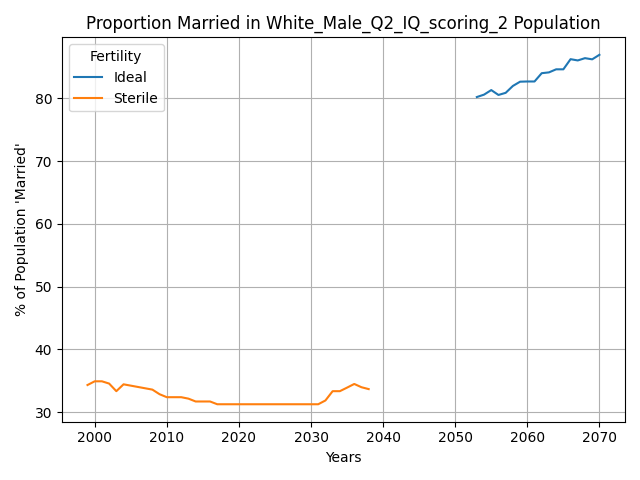 Proportion Married in White_Male_Q2_IQ_scoring_2 Population
Fertility
Ideal
Sterile
% of Population 'Married'
80
70
60
50
40
30
2000 2010 2020 2030 2040 2050 2060 2070
Years